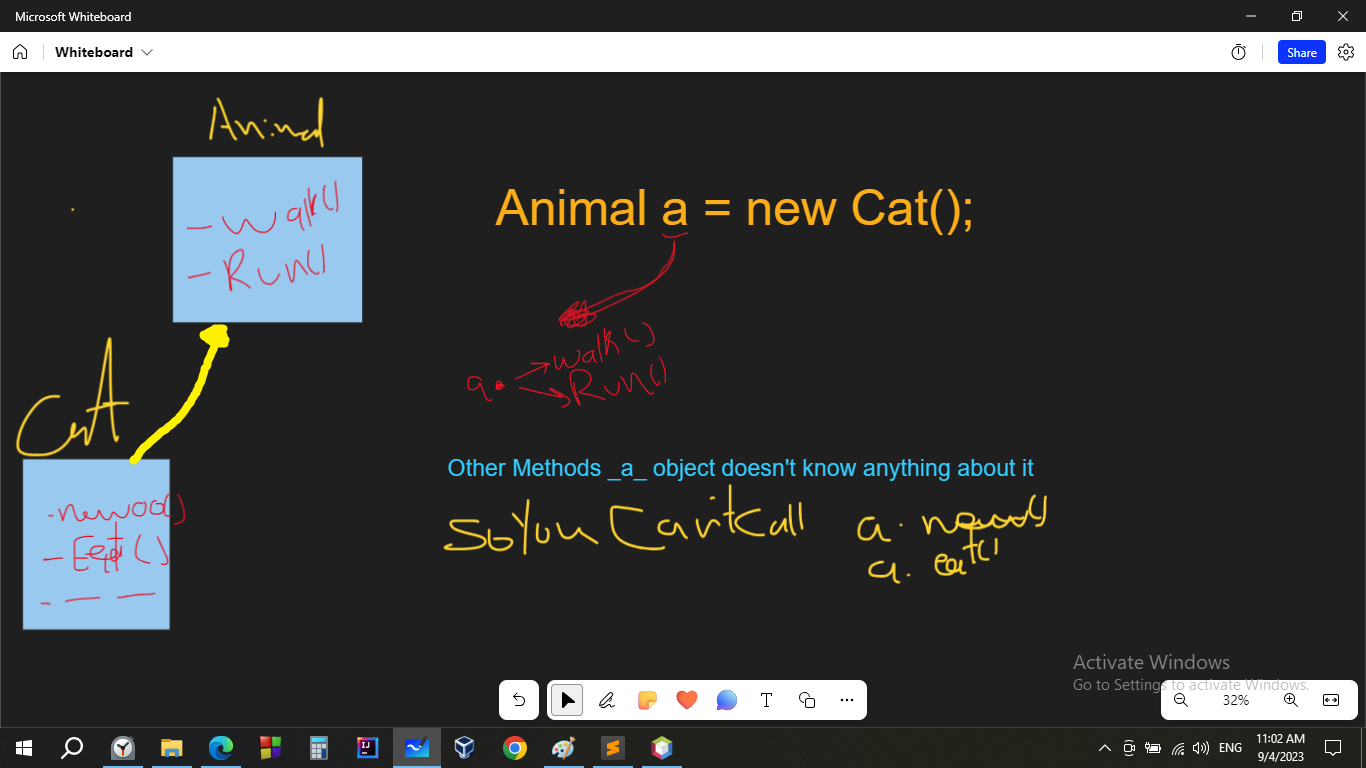 Microsoft Whiteboard
Whiteboard
Share
Animal
- Walk()
- Run()
Animal a = new Cat();
a. walk()
Run()
CAT
- Eat()
Other Methods _a_ object doesn't know anything about it
So You Can't Call
a.
a. eat()
Activate Windows
Go to Settings to activate Windows.
32%
ENG
11:02 AM
9/4/2023